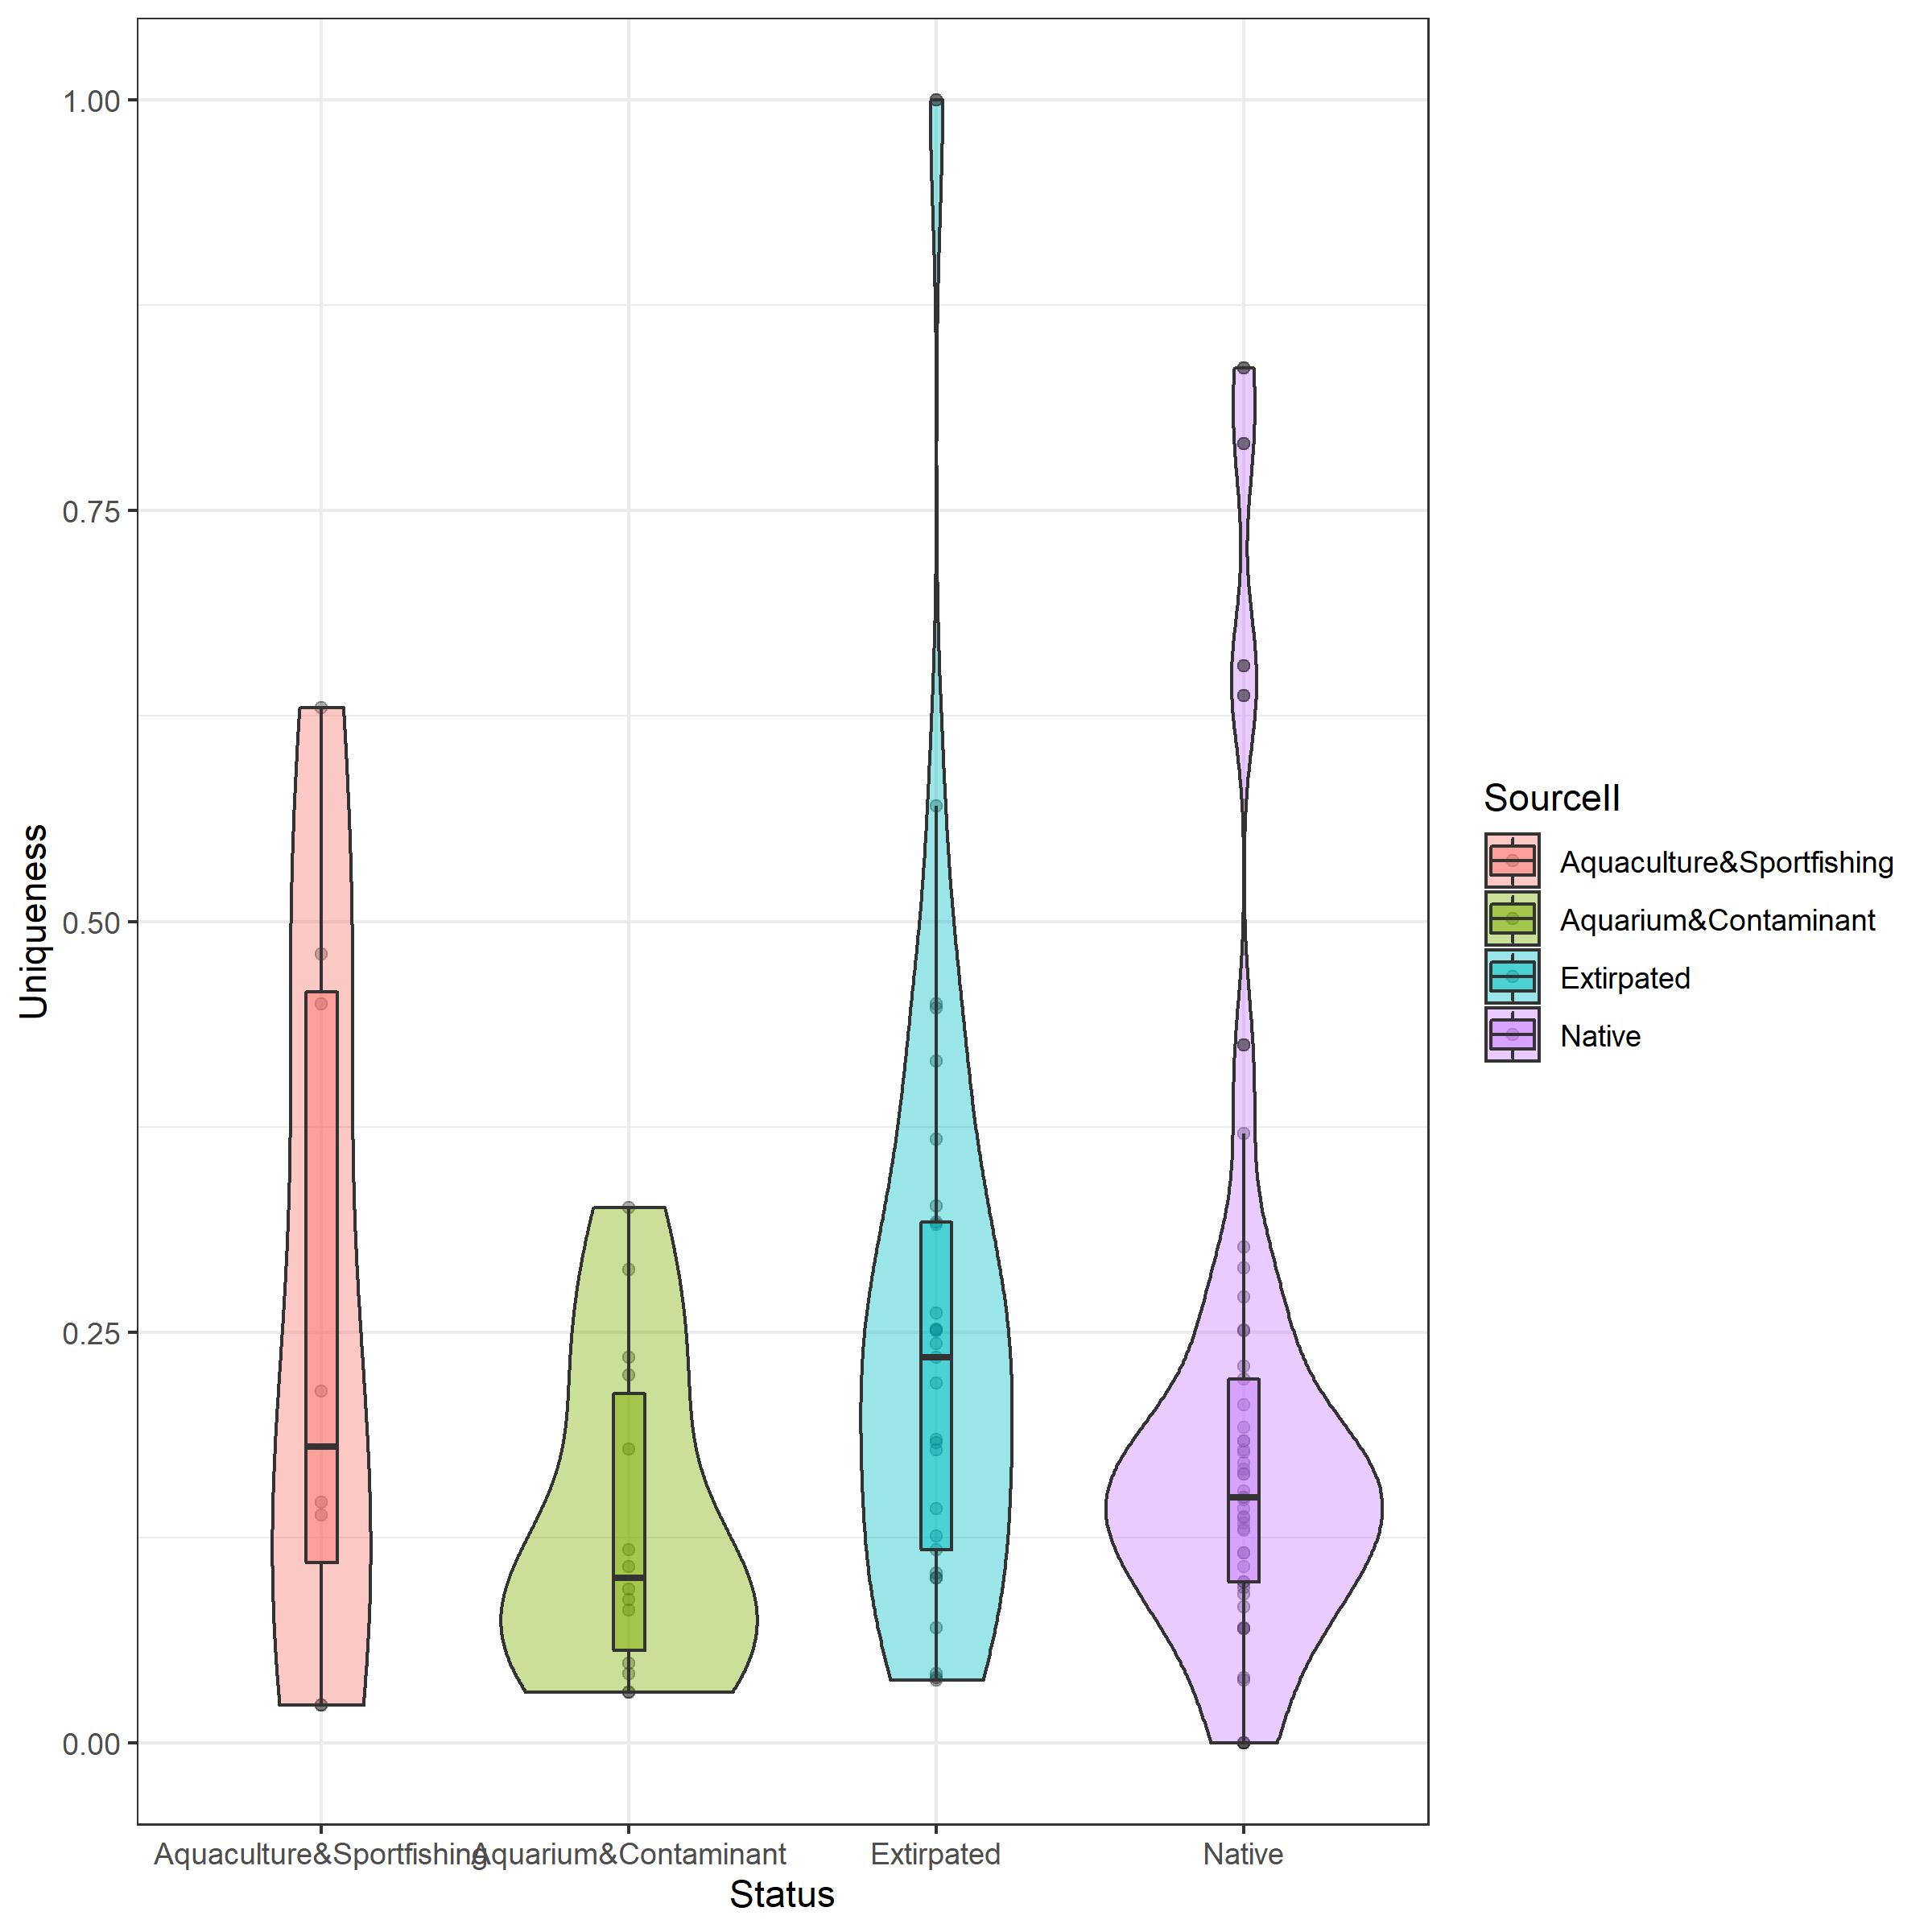 1.00
0.75
0.50
0.25
0.00
Uniqueness
Aquaculture&Sportfishing
Aquarium&Contaminant
Extirpated
Native
Status
SourceII
Aquaculture&Sportfishing
Aquarium&Contaminant
Extirpated
Native